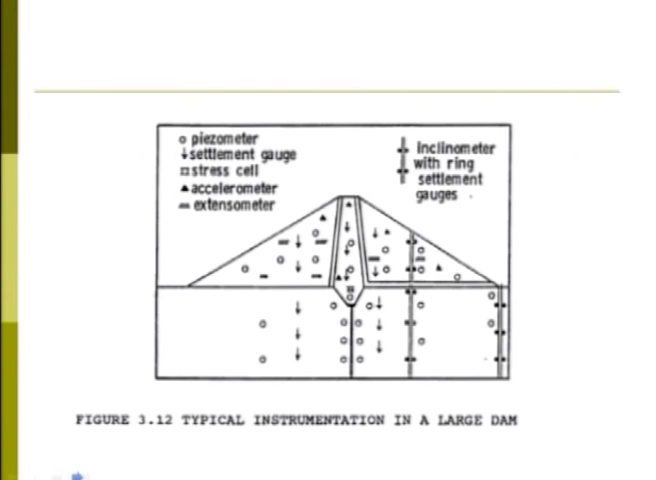 piezometer
settlement gauge
stress cell
accelerometer
extensometer
Inclinometer
with ring
settlement
gauges
FIGURE 3.12 TYPICAL INSTRUMENTATION IN A LARGE DAM